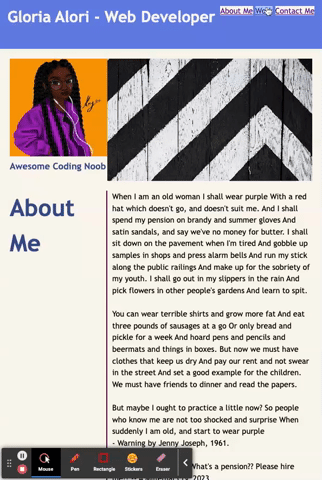 Gloria Alori - Web Developer
About Me We Contact Me
Awesome Coding Noob
About
Me
When I am an old woman I shall wear purple With a red
hat which doesn't go, and doesn't suit me. And I shall
spend my pension on brandy and summer gloves And
satin sandals, and say we've no money for butter. I shall
sit down on the pavement when I'm tired And gobble up
samples in shops and press alarm bells And run my stick
along the public railings And make up for the sobriety of
my youth. I shall go out in my slippers in the rain And
pick flowers in other people's gardens And learn to spit.
You can wear terrible shirts and grow more fat And eat
three pounds of sausages at a go Or only bread and
pickle for a week And hoard pens and pencils and
beermats and things in boxes. But now we must have
clothes that keep us dry And pay our rent and not swear
in the street And set a good example for the children.
We must have friends to dinner and read the papers.
But maybe I ought to practice a little now? So people
who know me are not too shocked and surprise When
suddenly I am old, and start to wear purple
- Warning by Jenny Joseph, 1961.
What's a pension?? Please hire
2023
Mouse Pen Rectangle Stickers Eraser